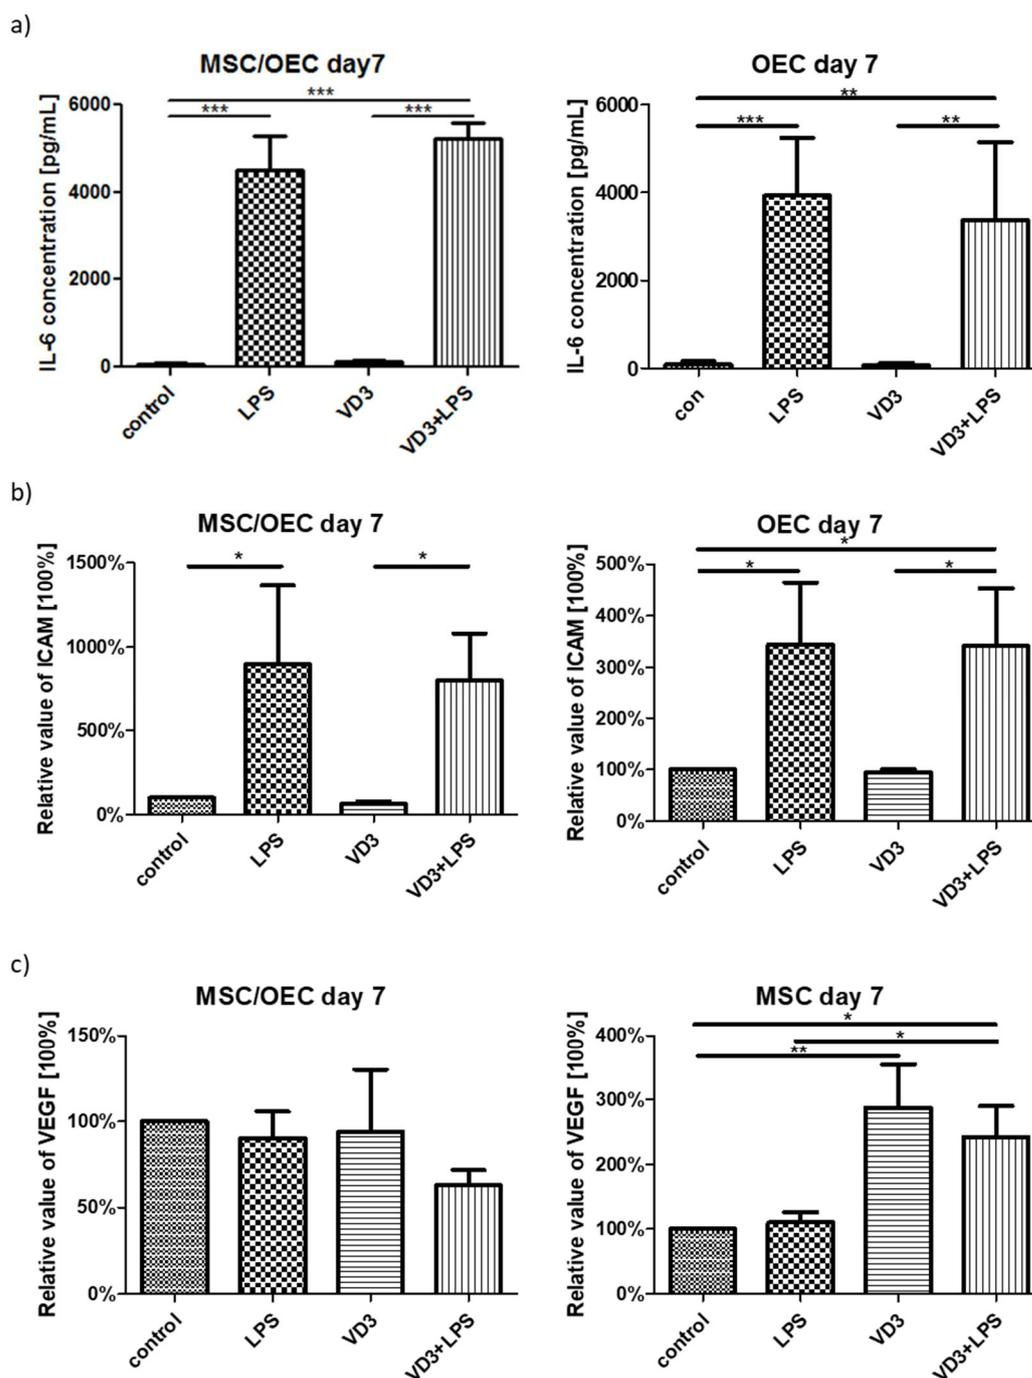 a)
MSC/OEC day7
IL-6 concentration [pg/mL]
6000
4000
2000
0
***
***
***
control
LPS
VD3
VD3+LPS
OEC day 7
IL-6 concentration [pg/mL]
6000
4000
2000
0
**
***
**
con
LPS
VD3
VD3+LPS
b)
MSC/OEC day 7
Relative value of ICAM [100%]
1500%
1000%
500%
0%
*
*
control
LPS
VD3
VD3+LPS
OEC day 7
Relative value of ICAM [100%]
500%
400%
300%
200%
100%
0%
*
*
*
control
LPS
VD3
VD3+LPS
c)
MSC/OEC day 7
Relative value of VEGF [100%]
150%
100%
50%
0%
control
LPS
VD3
VD3+LPS
MSC day 7
Relative value of VEGF [100%]
400%
300%
200%
100%
0%
*
*
**
control
LPS
VD3
VD3+LPS